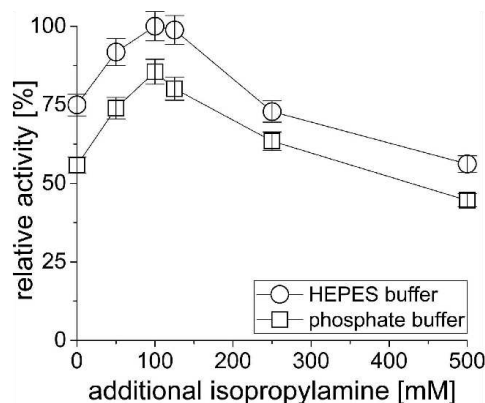 relative activity [%]
100
75
50
25
0
HEPES buffer
phosphate buffer
0 100 200 300 400 500
additional isopropylamine [mM]